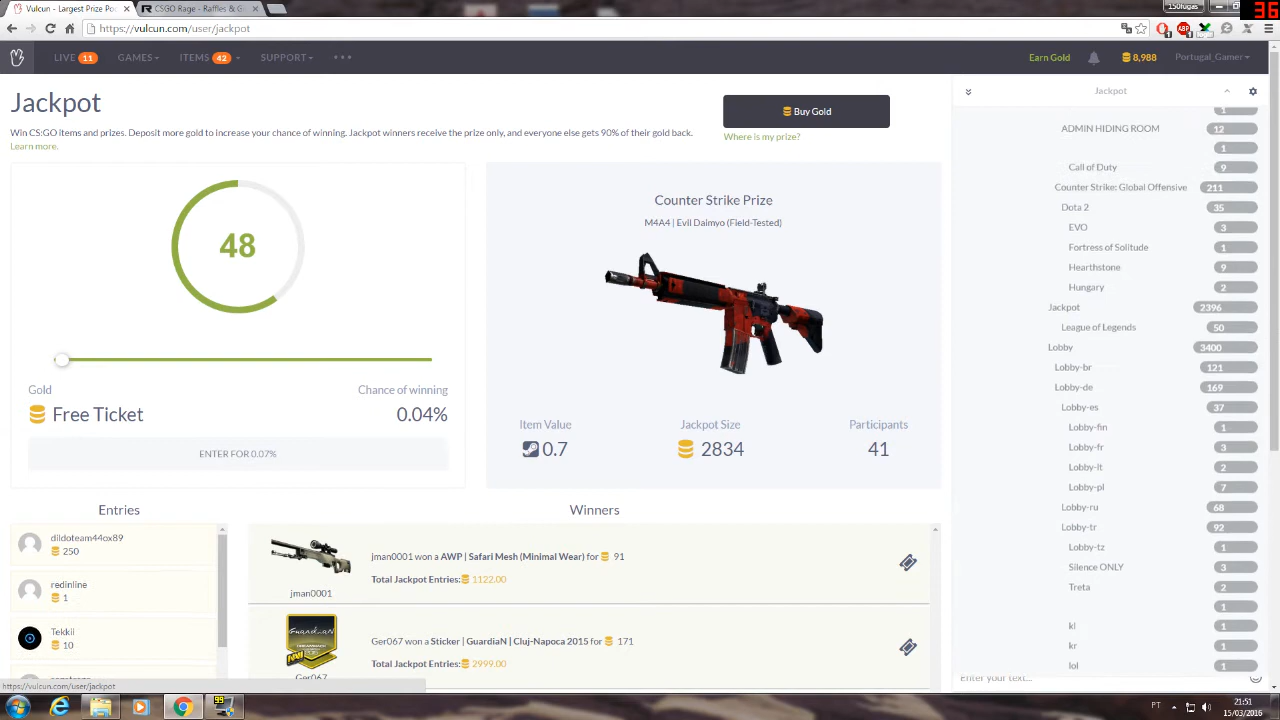 Vulcun - Largest Prize Po
CSGO Rage - Raffles & G
150fugas
36
https://vulcun.com/user/jackpot
LIVE 11
GAMES
ITEMS 42
SUPPORT
Earn Gold
8,988
Portugal_Gamer
Jackpot
Win CS:GO items and prizes. Deposit more gold to increase your chance of winning. Jackpot winners receive the prize only, and everyone else gets 90% of their gold back.
Learn more.
Buy Gold
Where is my prize?
48
Gold
Chance of winning
Free Ticket
0.04%
ENTER FOR 0.07%
Counter Strike Prize
M4A4 | Evil Daimyo (Field-Tested)
Item Value
Jackpot Size
Participants
0.7
2834
41
Entries
dildoteam44ox89
250
redinline
1
Tekkii
10
Winners
jman0001
jman0001 won a AWP | Safari Mesh (Minimal Wear) for 91
Total Jackpot Entries: 1122.00
Ger067
Ger067 won a Sticker | GuardiaN | Cluj-Napoca 2015 for 171
Total Jackpot Entries: 2999.00
Jackpot
1
ADMIN HIDING ROOM 12
1
Call of Duty 9
Counter Strike: Global Offensive 211
Dota 2 35
EVO 3
Fortress of Solitude 1
Hearthstone 9
Hungary 2
Jackpot 2396
League of Legends 50
Lobby 3400
Lobby-br 121
Lobby-de 169
Lobby-es 37
Lobby-fin 1
Lobby-fr 3
Lobby-lt 2
Lobby-pl 7
Lobby-ru 68
Lobby-tr 92
Lobby-tz 1
Silence ONLY 3
Treta 2
1
k! 1
kr 1
lol 1
Enter your text...
https://vulcun.com/user/jackpot
99
PT
21:51
15/03/2016